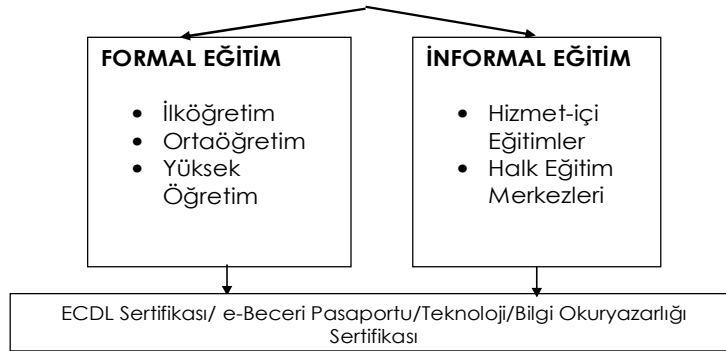 FORMAL EĞİTİM
• İlköğretim
• Ortaöğretim
• Yüksek
Öğretim
İNFORMAL EĞİTİM
• Hizmet-içi
Eğitimler
• Halk Eğitim
Merkezleri
ECDL Sertifikası/ e-Beceri Pasaportu/Teknoloji/Bilgi Okuryazarlığı
Sertifikası